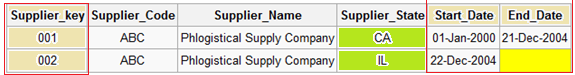 Supplier_key Supplier_Code Supplier_Name Supplier_State Start_Date End_Date
001 ABC Phlogistical Supply Company CA 01-Jan-2000 21-Dec-2004
002 ABC Phlogistical Supply Company IL 22-Dec-2004